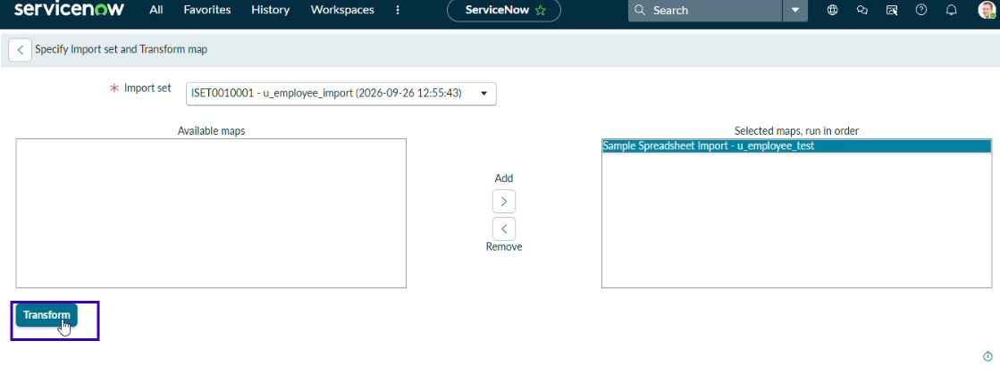 servicenow All Favorites History Workspaces ServiceNow Search
Specify Import set and Transform map
* Import set ISET0010001 - u_employee_import (2026-09-26 12:55:43)
Available maps Selected maps, run in order
Sample Spreadsheet Import - u_employee_test
Add
Remove
Transform